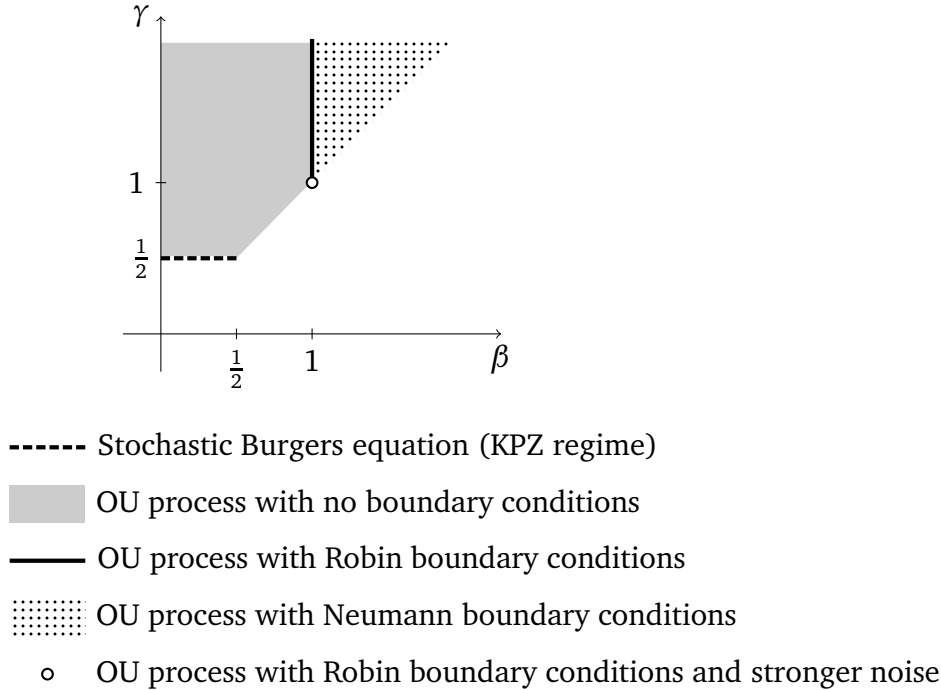 γ
1
1/2
1/2
1
β
Stochastic Burgers equation (KPZ regime)
OU process with no boundary conditions
OU process with Robin boundary conditions
OU process with Neumann boundary conditions
OU process with Robin boundary conditions and stronger noise